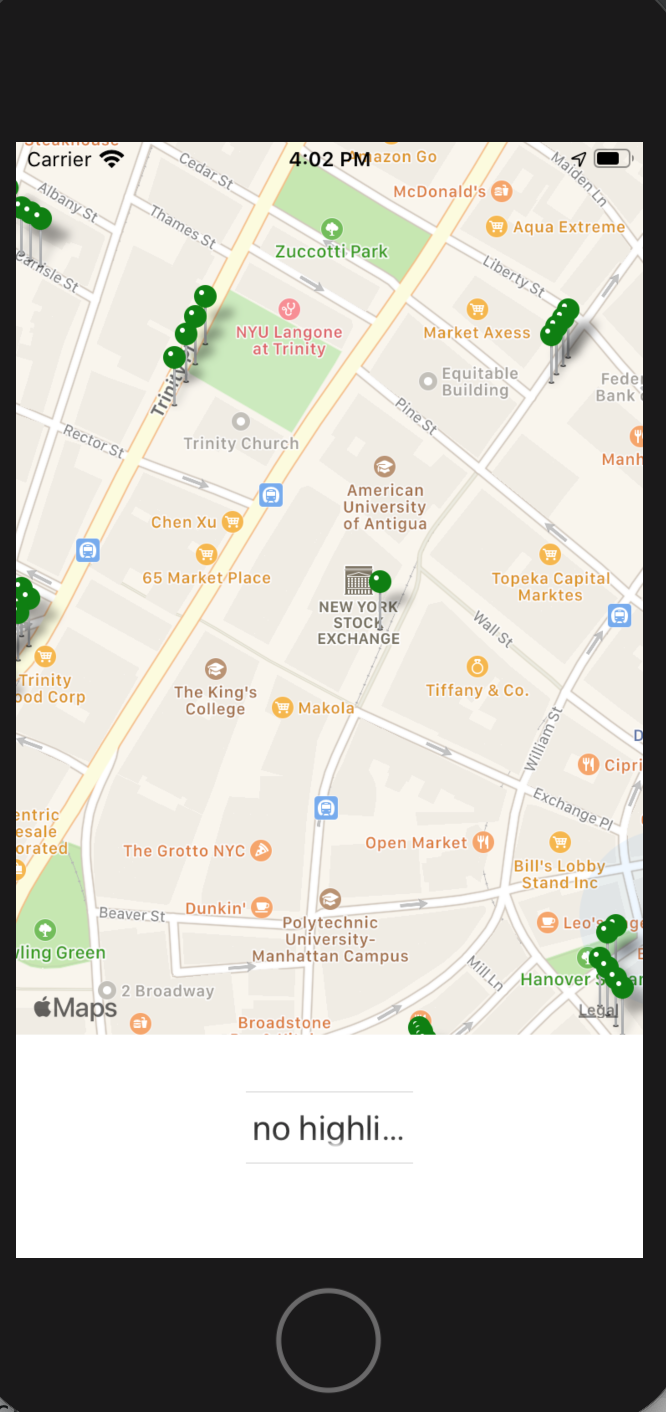 Steakhouse
Carrier
4:02 PM
Amazon Go
Cedar St
Maiden Ln
McDonald's
Albany St
Thames St
Aqua Extreme
Zuccotti Park
Carlisle St
Liberty St
NYU Langone
at Trinity
Market Axess
Equitable
Building
Feder
Bank
Trinity
Pine St
Rector St
Trinity Church
Manh
American
University
of Antigua
Chen Xu
65 Market Place
Topeka Capital
Marktes
NEW YORK
STOCK
EXCHANGE
Wall St
Trinity
ood Corp
The King's
College
Tiffany & Co.
Makola
William St
Cipri
Exchange Pl
entric
esale
orated
The Grotto NYC
Open Market
Bill's Lobby
Stand Inc
Dunkin'
Beaver St
Polytechnic
University-
Manhattan Campus
Leo's
wling Green
Mill Ln
Hanover S
2 Broadway
Maps
Legal
Broadstone
no highli...